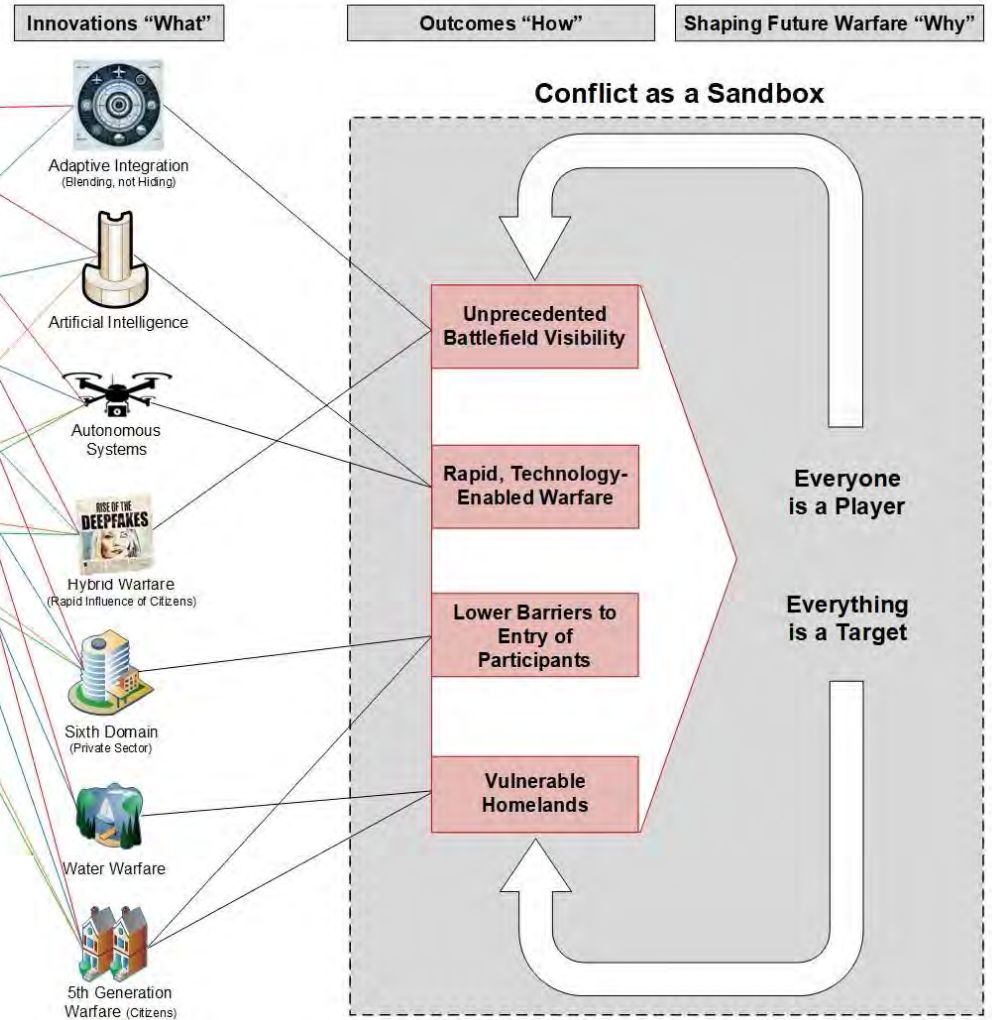 Innovations “What”
Outcomes “How”
Shaping Future Warfare “Why”
Conflict as a Sandbox
Adaptive Integration
(Blending, not Hiding)
Artificial Intelligence
Autonomous
Systems
RISE OF THE
DEEPFAKES
Hybrid Warfare
(Rapid Influence of Citizens)
Sixth Domain
(Private Sector)
Water Warfare
5th Generation
Warfare (Citizens)
Unprecedented
Battlefield Visibility
Rapid, Technology-
Enabled Warfare
Lower Barriers to
Entry of
Participants
Vulnerable
Homelands
Everyone
is a Player
Everything
is a Target